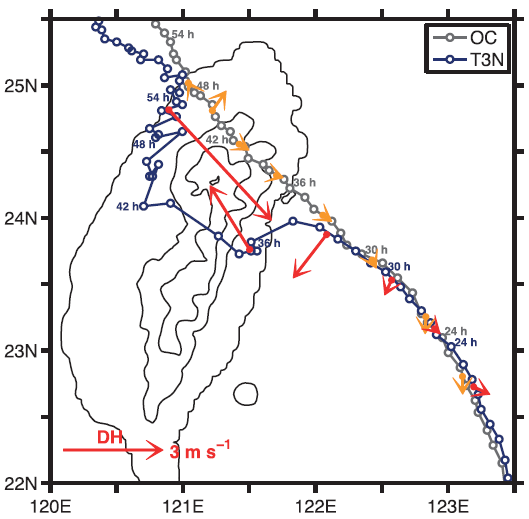 OC
T3N
54 h
25N
48 h
54 h
42 h
48 h
36 h
42 h
24N
36 h
30 h
30 h
24 h
24 h
23N
DH
3 m s⁻¹
22N
120E
121E
122E
123E